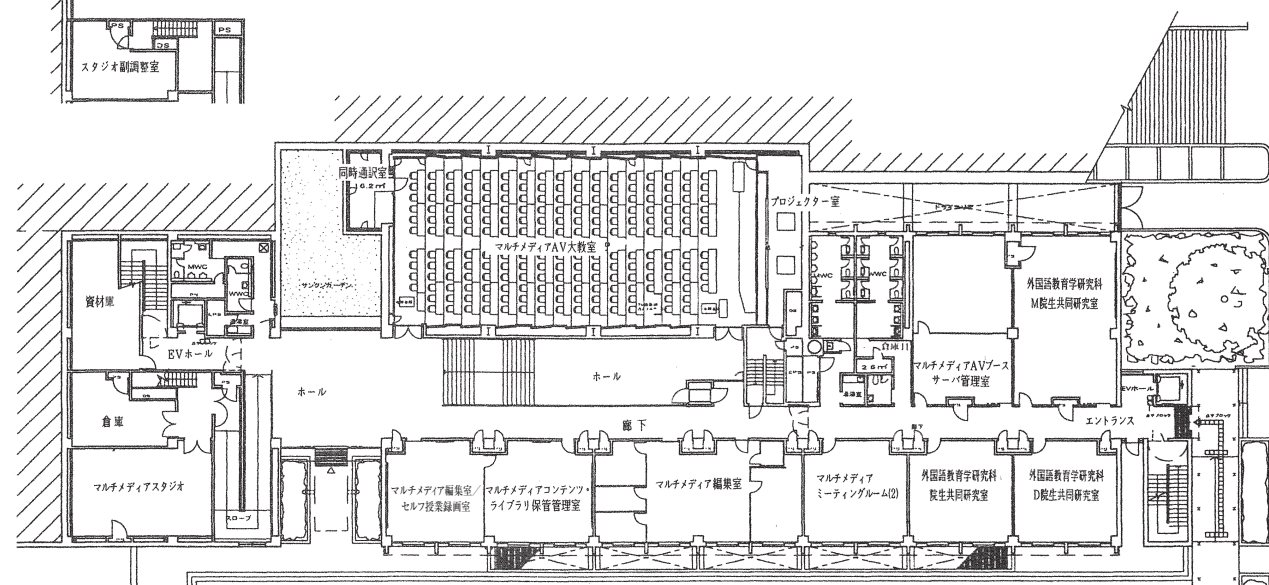 PS
PS
DS
スタジオ副調整室
同時通訳室
16.2㎡
プロジェクター室
マルチメディアAV大教室
MWC
WWC
資材庫
サンクンガーデン
MWC
WWC
外国語教育学研究科
M院生共同研究室
EVホール
ホール
ホール
倉庫
マルチメディアAVブース
サーバ管理室
EVホール
廊下
廊下
エントランス
倉庫
マルチメディアスタジオ
スロープ
マルチメディア編集室/
セルフ授業録画室
マルチメディアコンテンツ・
ライブラリ保管管理室
マルチメディア編集室
マルチメディア
ミーティングルーム(2)
外国語教育学研究科
院生共同研究室
外国語教育学研究科
D院生共同研究室